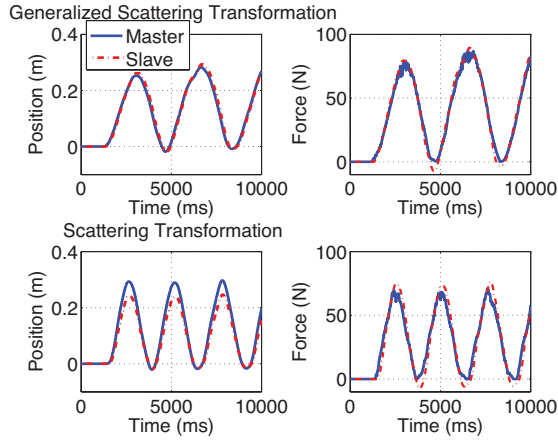 Generalized Scattering Transformation
Master
Slave
Position (m)
0.4
0.2
0
0 5000 10000
Time (ms)
Force (N)
100
50
0
0 5000 10000
Time (ms)
Scattering Transformation
Position (m)
0.4
0.2
0
0 5000 10000
Time (ms)
Force (N)
100
50
0
0 5000 10000
Time (ms)